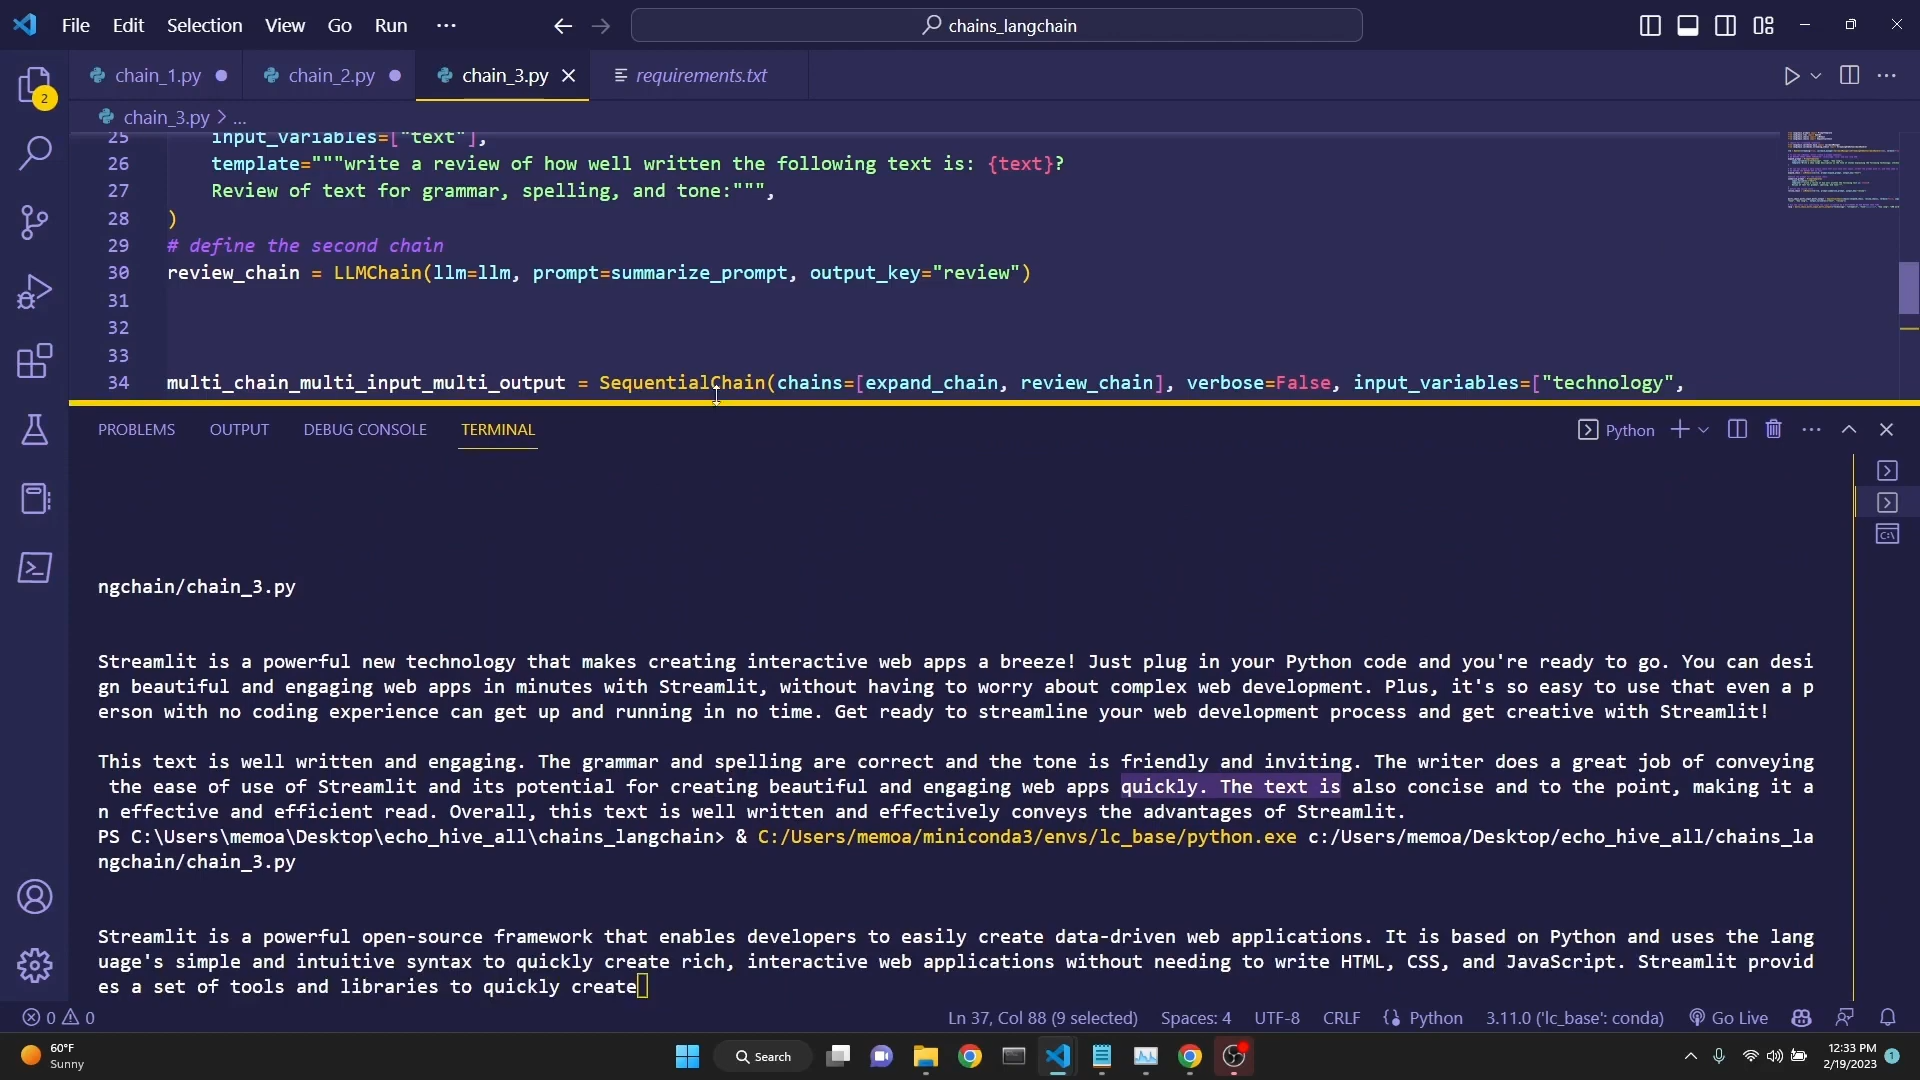 File Edit Selection View Go Run ··· chains_langchain
chain_1.py chain_2.py chain_3.py requirements.txt
2
chain_3.py > ...
25 input_variables=["text"],
26 template="""write a review of how well written the following text is: {text}?
27 Review of text for grammar, spelling, and tone:""",
28 )
29 # define the second chain
30 review_chain = LLMChain(llm=llm, prompt=summarize_prompt, output_key="review")
31
32
33
34 multi_chain_multi_input_multi_output = SequentialChain(chains=[expand_chain, review_chain], verbose=False, input_variables=["technology",
PROBLEMS OUTPUT DEBUG CONSOLE TERMINAL Python
ngchain/chain_3.py
Streamlit is a powerful new technology that makes creating interactive web apps a breeze! Just plug in your Python code and you're ready to go. You can desi
gn beautiful and engaging web apps in minutes with Streamlit, without having to worry about complex web development. Plus, it's so easy to use that even a p
erson with no coding experience can get up and running in no time. Get ready to streamline your web development process and get creative with Streamlit!
This text is well written and engaging. The grammar and spelling are correct and the tone is friendly and inviting. The writer does a great job of conveying
the ease of use of Streamlit and its potential for creating beautiful and engaging web apps quickly. The text is also concise and to the point, making it a
n effective and efficient read. Overall, this text is well written and effectively conveys the advantages of Streamlit.
PS C:\Users\memoa\Desktop\echo_hive_all\chains_langchain> & C:/Users/memoa/miniconda3/envs/lc_base/python.exe c:/Users/memoa/Desktop/echo_hive_all/chains_la
ngchain/chain_3.py
Streamlit is a powerful open-source framework that enables developers to easily create data-driven web applications. It is based on Python and uses the lang
uage's simple and intuitive syntax to quickly create rich, interactive web applications without needing to write HTML, CSS, and JavaScript. Streamlit provid
es a set of tools and libraries to quickly create
0 0 Ln 37, Col 88 (9 selected) Spaces: 4 UTF-8 CRLF Python 3.11.0 ('lc_base': conda) Go Live
60°F
Sunny
Search
12:33 PM
2/19/2023
1